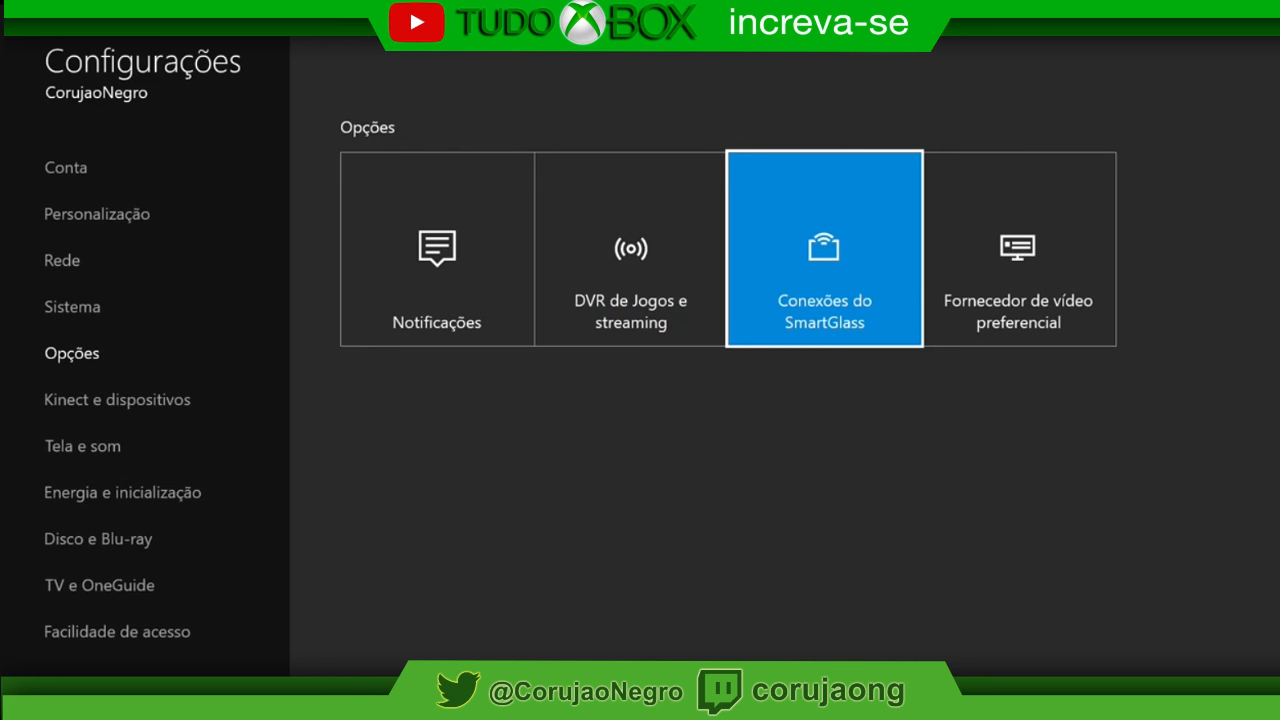 TUDO XBOX increva-se
Configurações
CorujaoNegro
Conta
Personalização
Rede
Sistema
Opções
Kinect e dispositivos
Tela e som
Energia e inicialização
Disco e Blu-ray
TV e OneGuide
Facilidade de acesso
Opções
Notificações
DVR de Jogos e
streaming
Conexões do
SmartGlass
Fornecedor de vídeo
preferencial
@CorujaoNegro corujaong